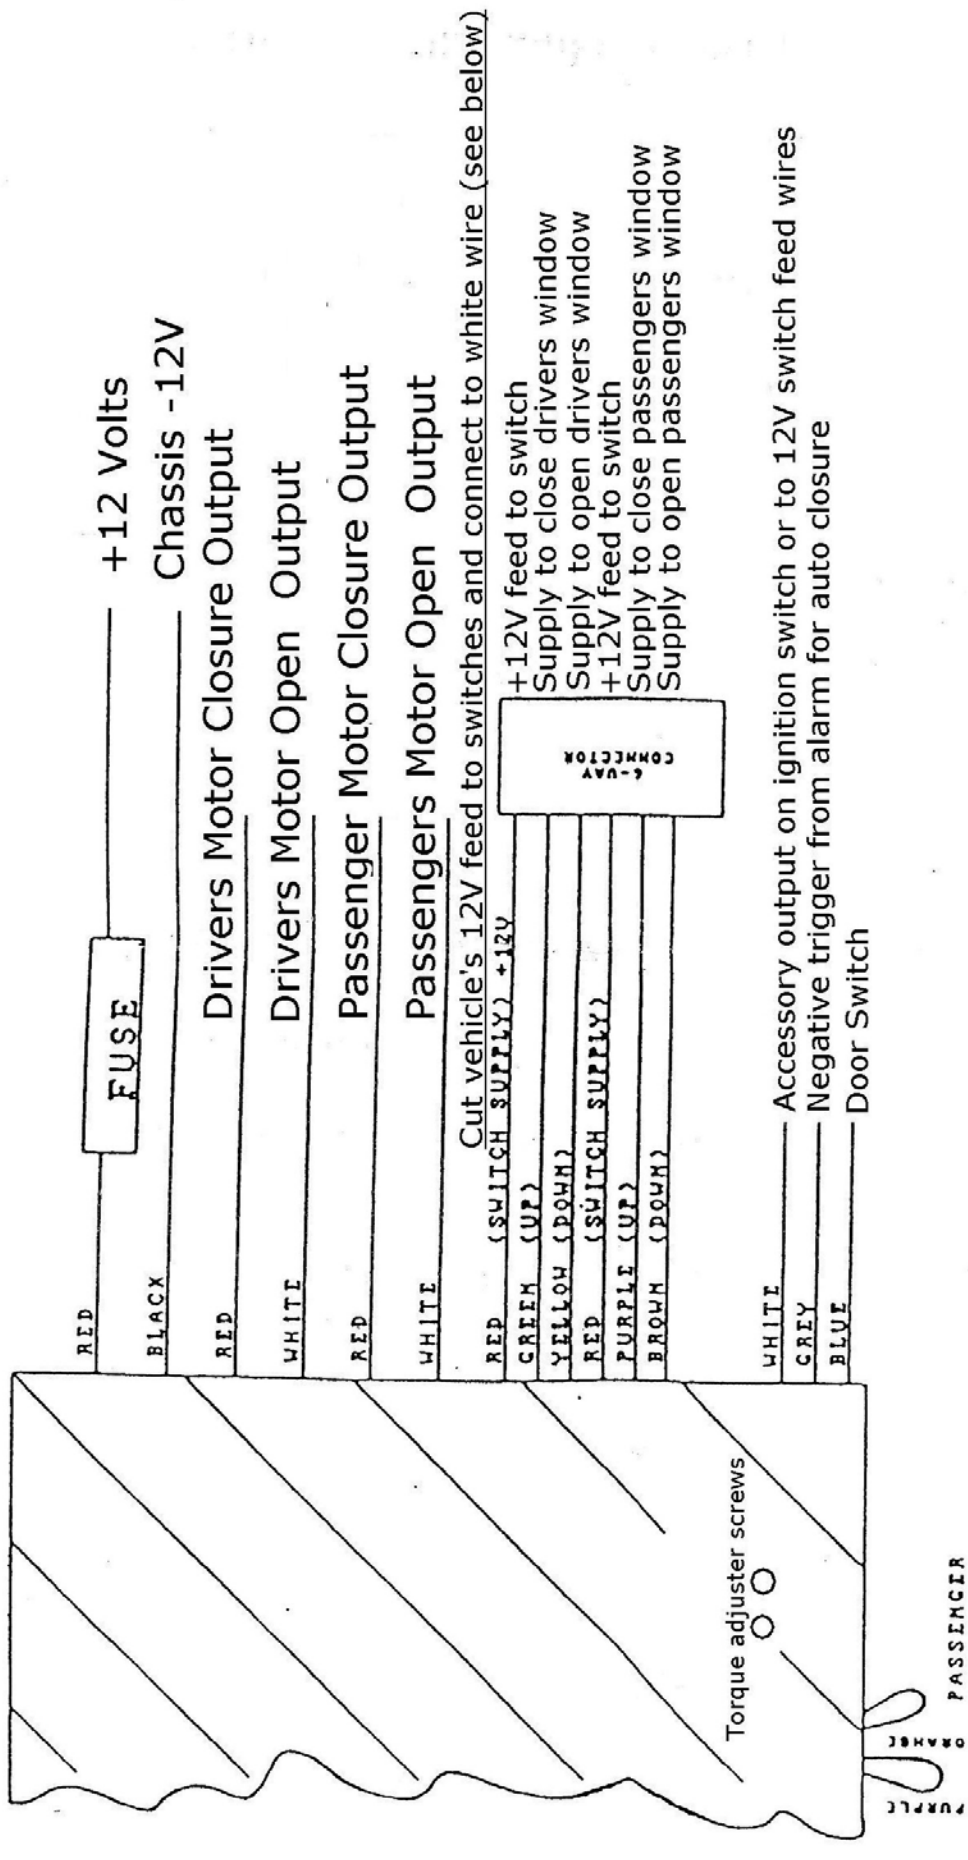 RED
FUSE
+12 Volts
BLACX
Chassis -12V
RED
Drivers Motor Closure Output
WHITE
Drivers Motor Open Output
RED
Passenger Motor Closure Output
WHITE
Passengers Motor Open Output
Cut vehicle's 12V feed to switches and connect to white wire (see below)
RED (SWITCH SUPPLY) +12V
+12V feed to switch
GREEN (UP)
Supply to close drivers window
YELLOW (DOWN)
Supply to open drivers window
RED (SWITCH SUPPLY)
+12V feed to switch
PURPLE (UP)
Supply to close passengers window
BROWN (DOWN)
Supply to open passengers window
6-WAY
CONNECTOR
WHITE
Accessory output on ignition switch or to 12V switch feed wires
GREY
Negative trigger from alarm for auto closure
BLUE
Door Switch
Torque adjuster screws
PURPLE
ORANGE
PASSENGER